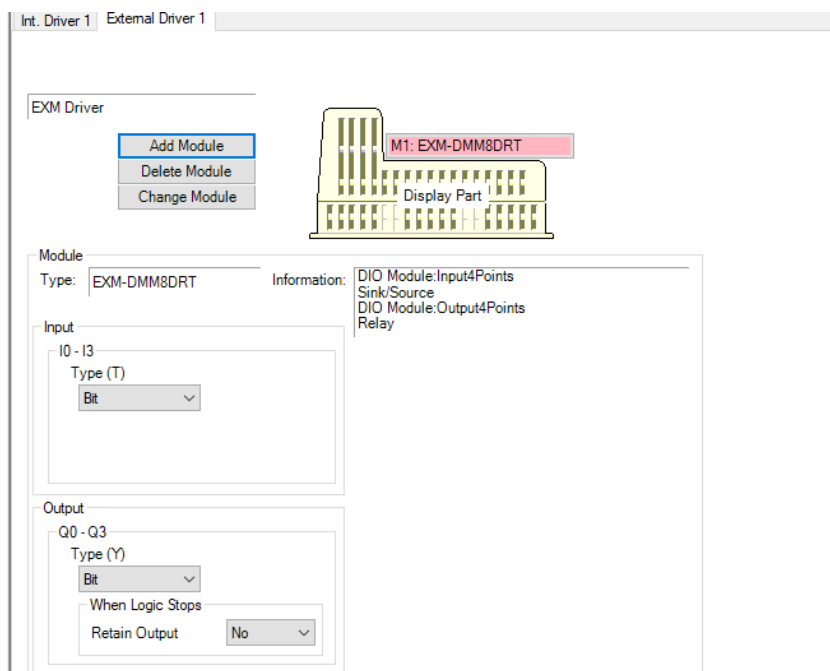 Int. Driver 1 External Driver 1
EXM Driver
Add Module
Delete Module
Change Module
M1: EXM-DMM8DRT
Display Part
Module
Type: EXM-DMM8DRT
Information: DIO Module:Input4Points
Sink/Source
DIO Module:Output4Points
Relay
Input
I0 - I3
Type (T)
Bit
Output
Q0 - Q3
Type (Y)
Bit
When Logic Stops
Retain Output No